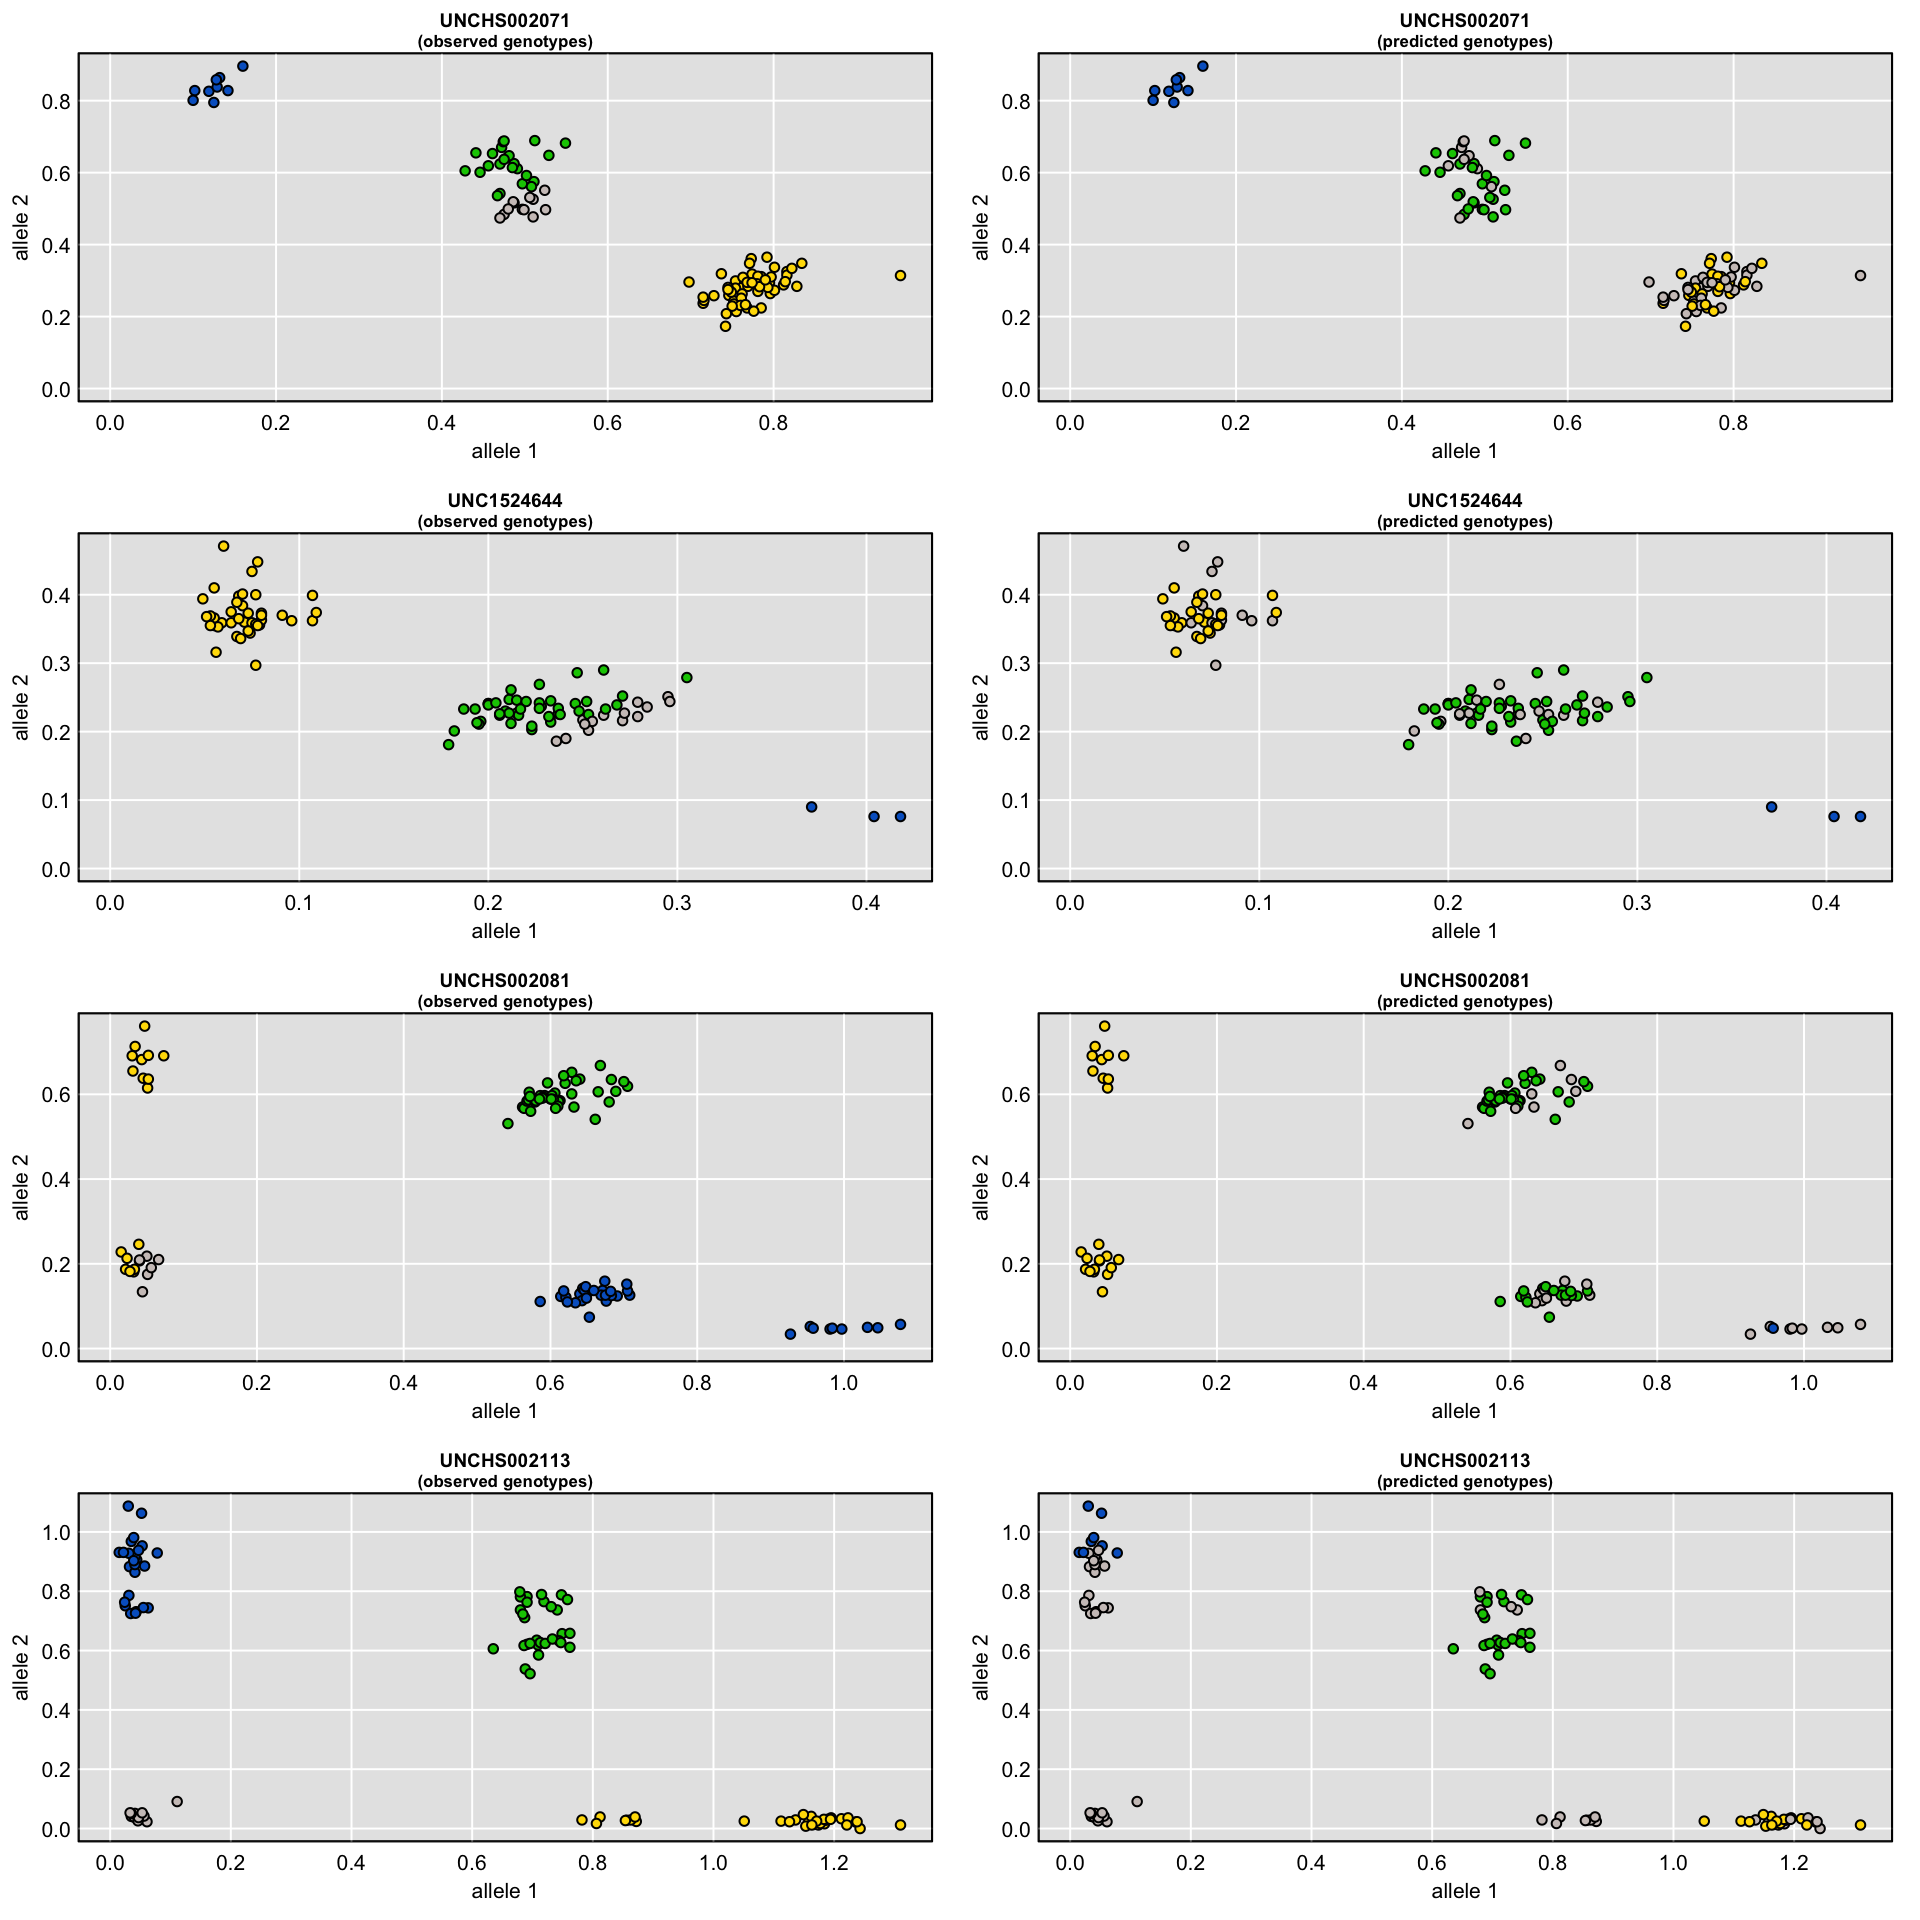 UNCHS002071
(observed genotypes)
allele 2
0.8
0.6
0.4
0.2
0.0
0.0 0.2 0.4 0.6 0.8
allele 1
UNCHS002071
(predicted genotypes)
allele 2
0.8
0.6
0.4
0.2
0.0
0.0 0.2 0.4 0.6 0.8
allele 1
UNC1524644
(observed genotypes)
allele 2
0.4
0.3
0.2
0.1
0.0
0.0 0.1 0.2 0.3 0.4
allele 1
UNC1524644
(predicted genotypes)
allele 2
0.4
0.3
0.2
0.1
0.0
0.0 0.1 0.2 0.3 0.4
allele 1
UNCHS002081
(observed genotypes)
allele 2
0.6
0.4
0.2
0.0
0.0 0.2 0.4 0.6 0.8 1.0
allele 1
UNCHS002081
(predicted genotypes)
allele 2
0.6
0.4
0.2
0.0
0.0 0.2 0.4 0.6 0.8 1.0
allele 1
UNCHS002113
(observed genotypes)
allele 2
1.0
0.8
0.6
0.4
0.2
0.0
0.0 0.2 0.4 0.6 0.8 1.0 1.2
allele 1
UNCHS002113
(predicted genotypes)
allele 2
1.0
0.8
0.6
0.4
0.2
0.0
0.0 0.2 0.4 0.6 0.8 1.0 1.2
allele 1